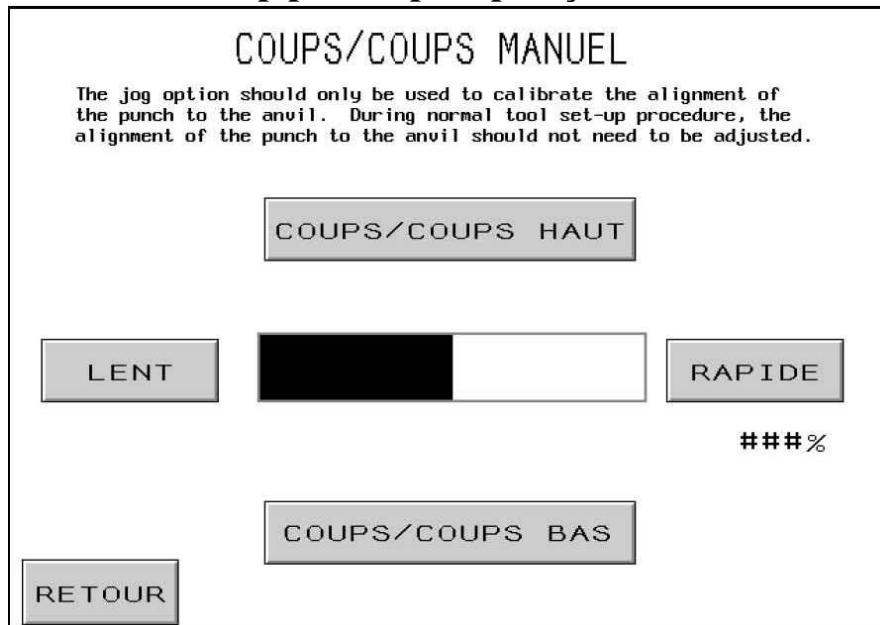 COUPS/COUPS MANUEL
The jog option should only be used to calibrate the alignment of
the punch to the anvil. During normal tool set-up procedure, the
alignment of the punch to the anvil should not need to be adjusted.
COUPS/COUPS HAUT
LENT
RAPIDE
###%
COUPS/COUPS BAS
RETOUR